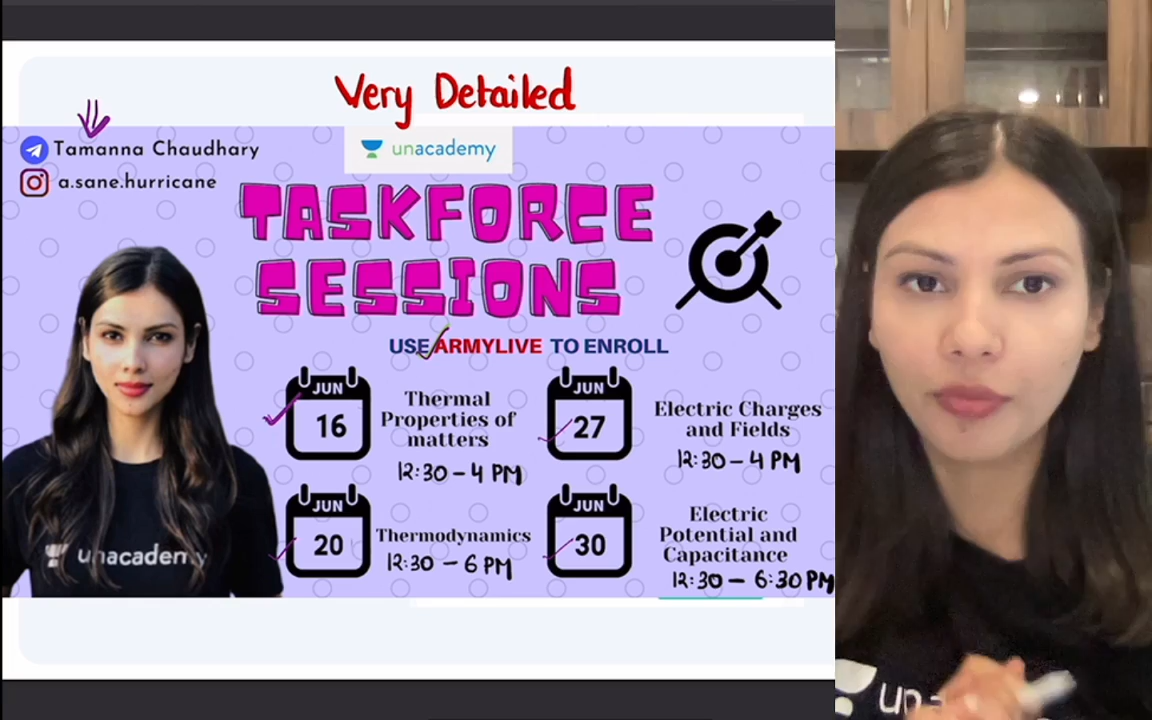 Very Detailed
Tamanna Chaudhary
unacademy
a.sane.hurricane
TASKFORCE
SESSIONS
USE ARMYLIVE TO ENROLL
JUN
16
Thermal
Properties of
matters
12:30 – 4 PM
JUN
27
Electric Charges
and Fields
12:30 – 4 PM
JUN
20
Thermodynamics
12:30 – 6 PM
JUN
30
Electric
Potential and
Capacitance
12:30 – 6:30 PM
unacademy